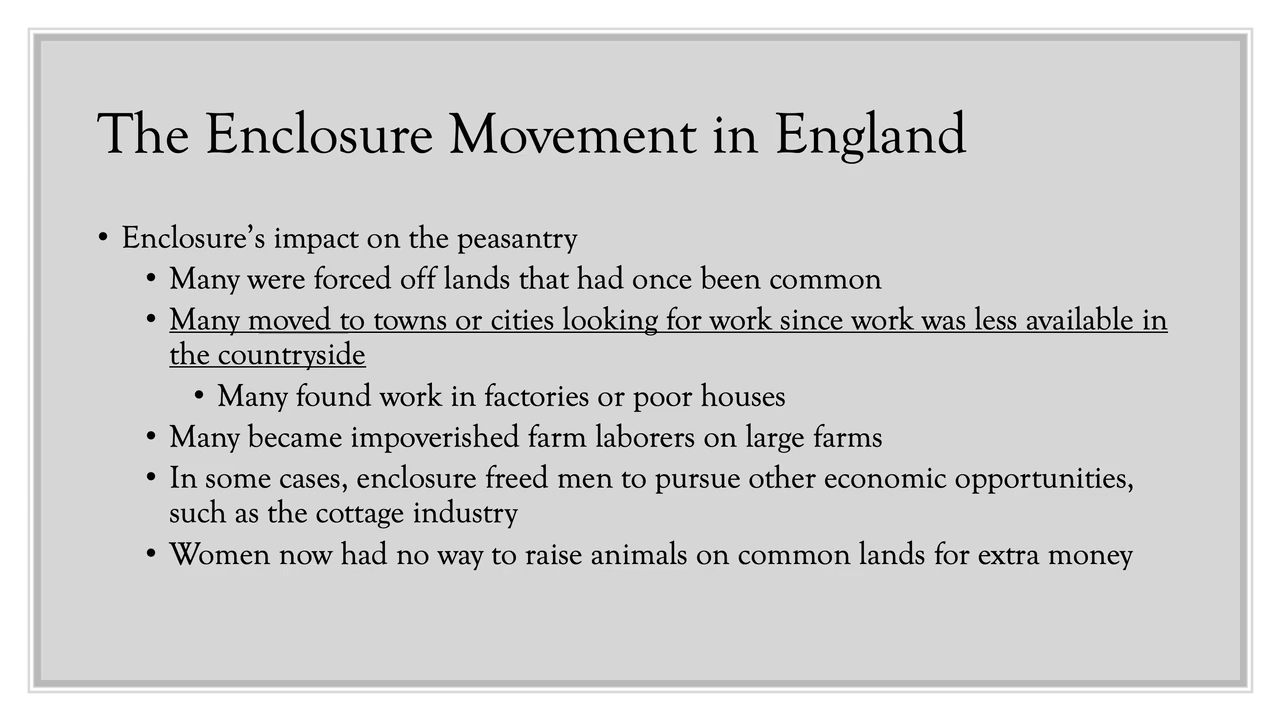 The Enclosure Movement in England
• Enclosure’s impact on the peasantry
• Many were forced off lands that had once been common
• Many moved to towns or cities looking for work since work was less available in
the countryside
• Many found work in factories or poor houses
• Many became impoverished farm laborers on large farms
• In some cases, enclosure freed men to pursue other economic opportunities,
such as the cottage industry
• Women now had no way to raise animals on common lands for extra money